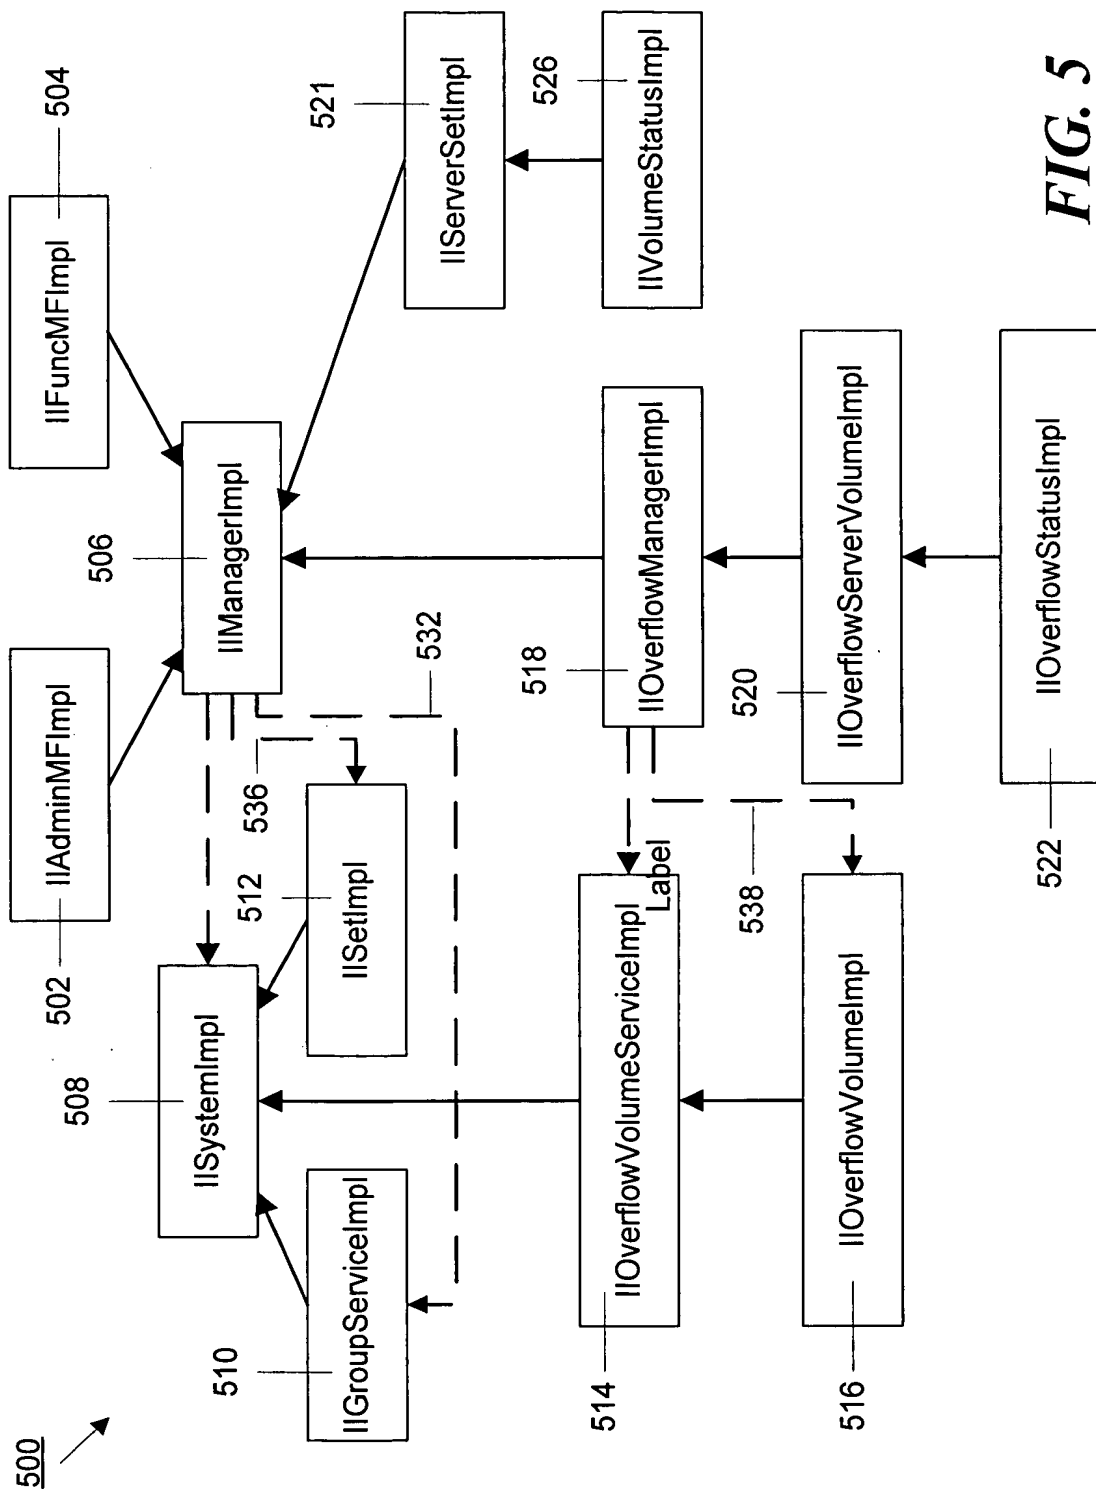 500
502
IIAdminMFImpl
IIFuncMFImpl
504
508
506
IISystemImpl
IIManagerImpl
510
512
536
521
IIGroupServiceImpl
IISetImpl
532
IIServerSetImpl
518
526
514
IIOverflowVolumeServiceImpl
Label
IIOverflowManagerImpl
IIVolumeStatusImpl
538
520
516
IIOverflowVolumeImpl
IIOverflowServerVolumeImpl
522
IIOverflowStatusImpl
FIG. 5